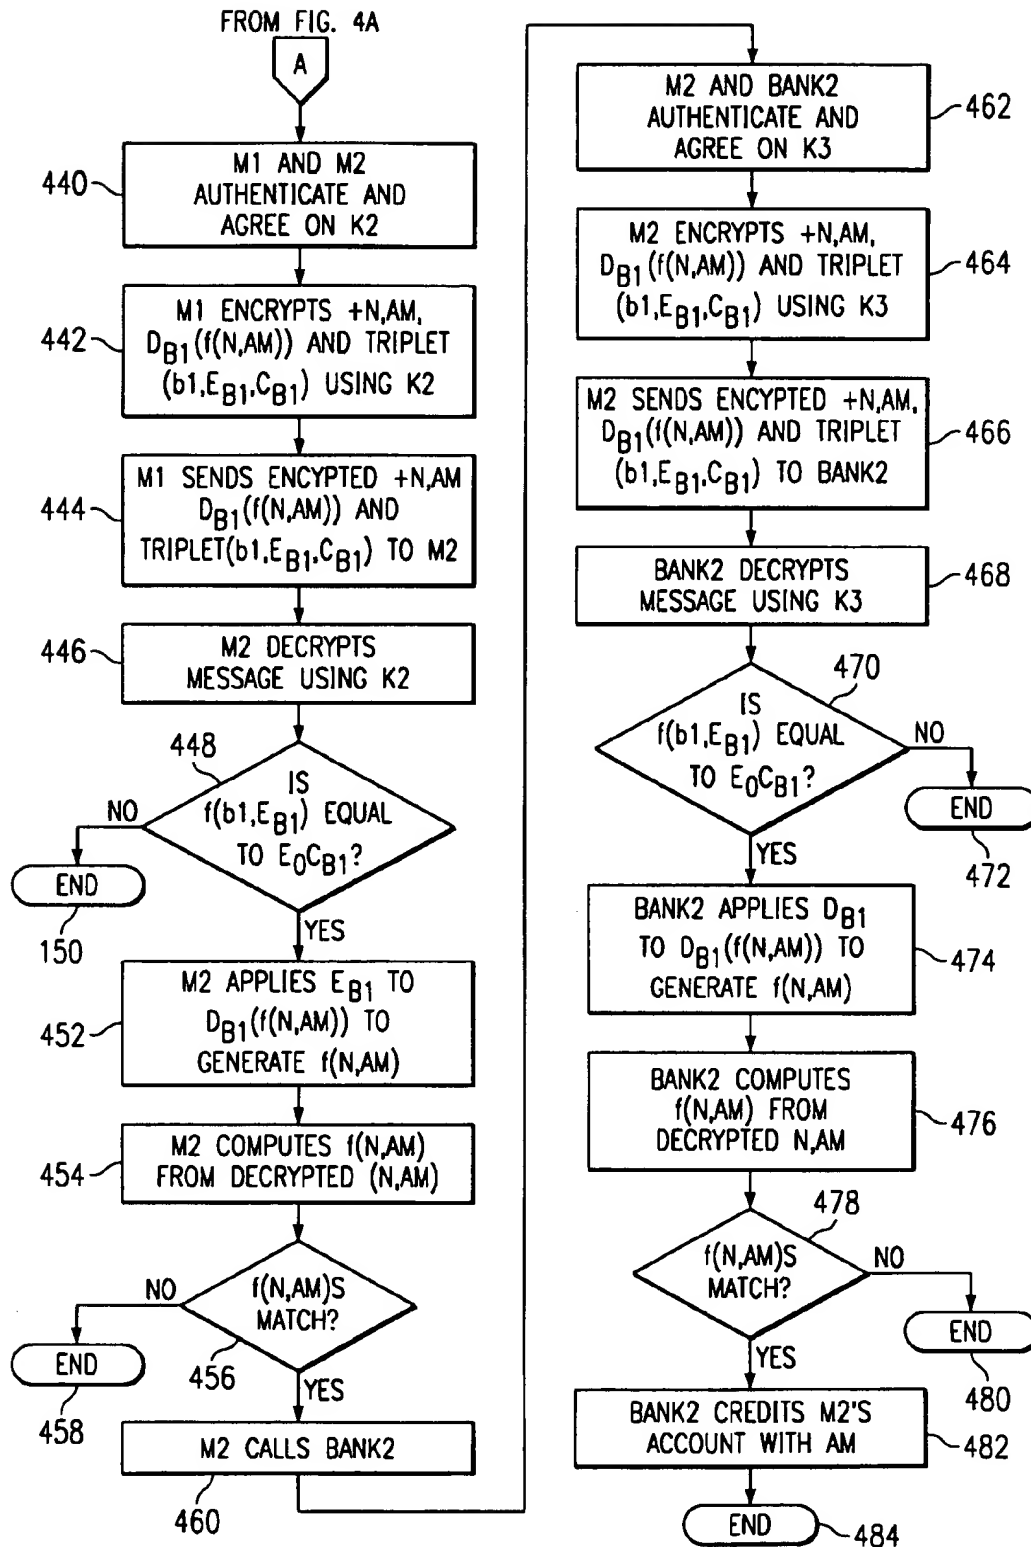 FROM FIG. 4A
A
440
M1 AND M2
AUTHENTICATE AND
AGREE ON K2
442
M1 ENCRYPTS +N,AM,
DB1(f(N,AM)) AND TRIPLET
(b1,EB1,CB1) USING K2
444
M1 SENDS ENCYPTED +N,AM
DB1(f(N,AM)) AND
TRIPLET(b1,EB1,CB1) TO M2
446
M2 DECRYPTS
MESSAGE USING K2
448
IS
f(b1,EB1) EQUAL
TO E0CB1?
NO
END
150
YES
452
M2 APPLIES EB1 TO
DB1(f(N,AM)) TO
GENERATE f(N,AM)
454
M2 COMPUTES f(N,AM)
FROM DECRYPTED (N,AM)
f(N,AM)S
MATCH?
456
NO
END
458
YES
M2 CALLS BANK2
460
M2 AND BANK2
AUTHENTICATE AND
AGREE ON K3
462
M2 ENCRYPTS +N,AM,
DB1(f(N,AM)) AND TRIPLET
(b1,EB1,CB1) USING K3
464
M2 SENDS ENCYPTED +N,AM,
DB1(f(N,AM)) AND TRIPLET
(b1,EB1,CB1) TO BANK2
466
BANK2 DECRYPTS
MESSAGE USING K3
468
470
IS
f(b1,EB1) EQUAL
TO E0CB1?
NO
END
472
YES
BANK2 APPLIES DB1
TO DB1(f(N,AM)) TO
GENERATE f(N,AM)
474
BANK2 COMPUTES
f(N,AM) FROM
DECRYPTED N,AM
476
478
f(N,AM)S
MATCH?
NO
END
480
YES
BANK2 CREDITS M2'S
ACCOUNT WITH AM
482
END
484